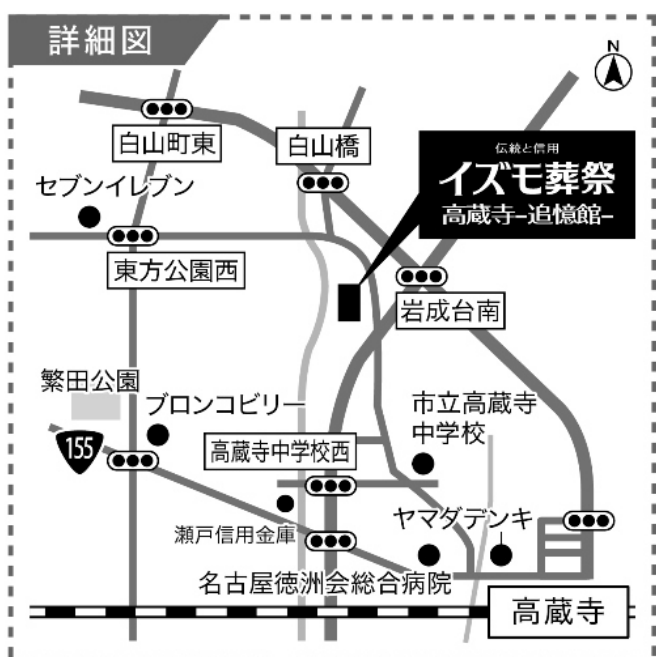 詳細図
N
白山町東
白山橋
伝統と信用
イズモ葬祭
高蔵寺-追憶館-
セブンイレブン
東方公園西
岩成台南
繁田公園
ブロンコビリー
市立高蔵寺
中学校
155
高蔵寺中学校西
瀬戸信用金庫
ヤマダデンキ
名古屋徳洲会総合病院
高蔵寺